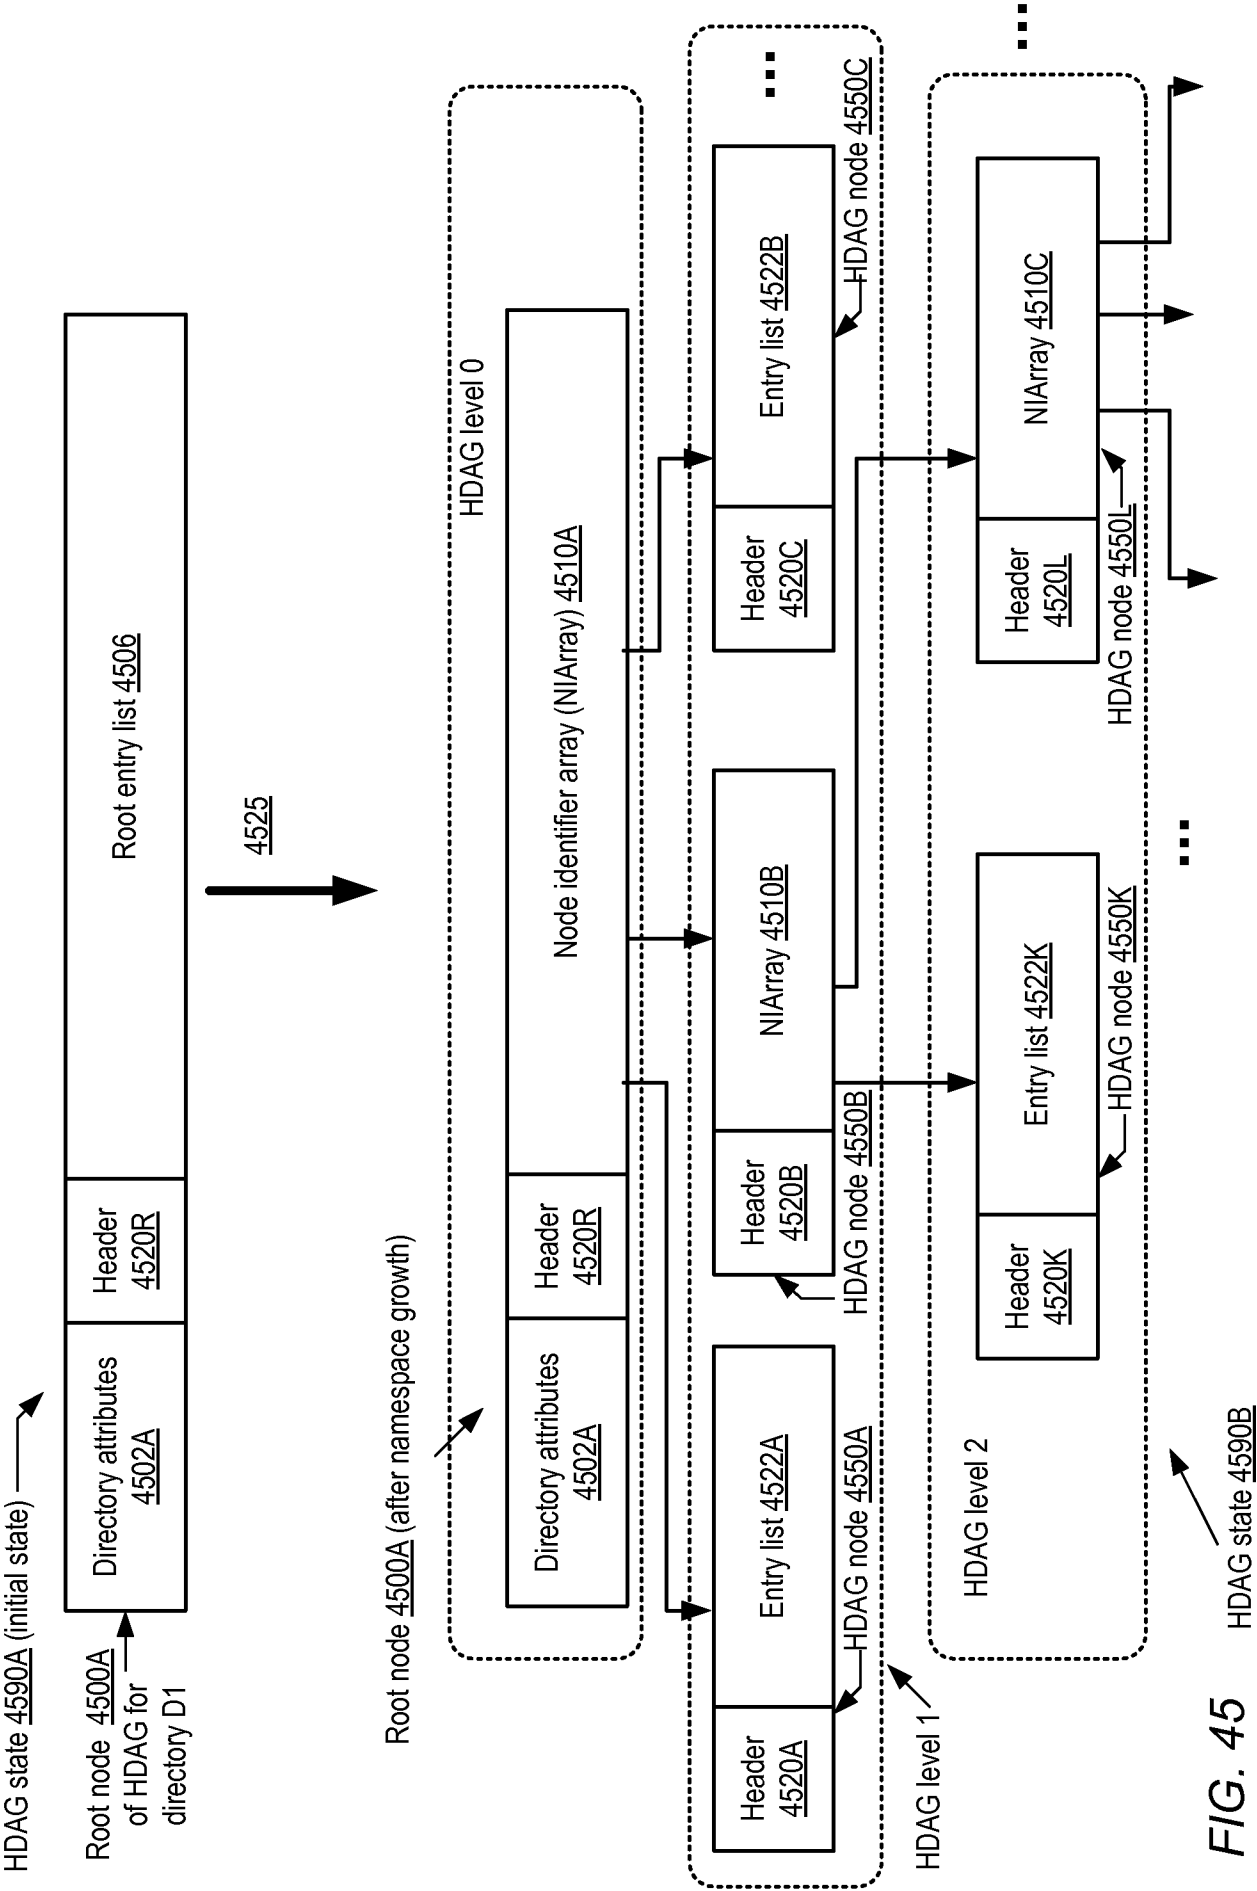 HDAG state 4590A (initial state)
Root node 4500A
of HDAG for
directory D1
Directory attributes
4502A
Header
4520R
Root entry list 4506
4525
Root node 4500A (after namespace growth)
HDAG level 0
Directory attributes
4502A
Header
4520R
Node identifier array (NIArray) 4510A
Header
4520A
Entry list 4522A
HDAG node 4550A
Header
4520B
NIArray 4510B
HDAG node 4550B
Header
4520C
Entry list 4522B
HDAG node 4550C
...
HDAG level 1
HDAG level 2
Header
4520K
Entry list 4522K
HDAG node 4550K
Header
4520L
NIArray 4510C
HDAG node 4550L
...
...
HDAG state 4590B
FIG. 45